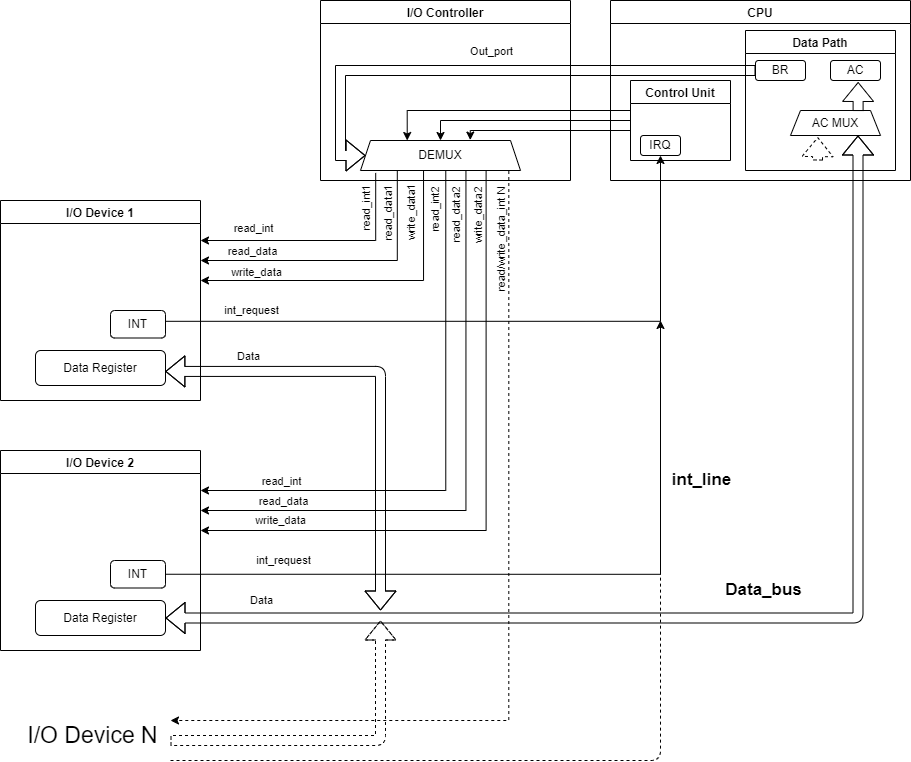 I/O Controller
CPU
Out_port
Data Path
BR
AC
Control Unit
AC MUX
IRQ
DEMUX
read_int1
read_data1
write_data1
read_int2
read_data2
write_data2
read/write_data_int N
I/O Device 1
read_int
read_data
write_data
int_request
INT
Data
Data Register
I/O Device 2
read_int
read_data
write_data
int_request
INT
Data
Data Register
int_line
Data_bus
I/O Device N